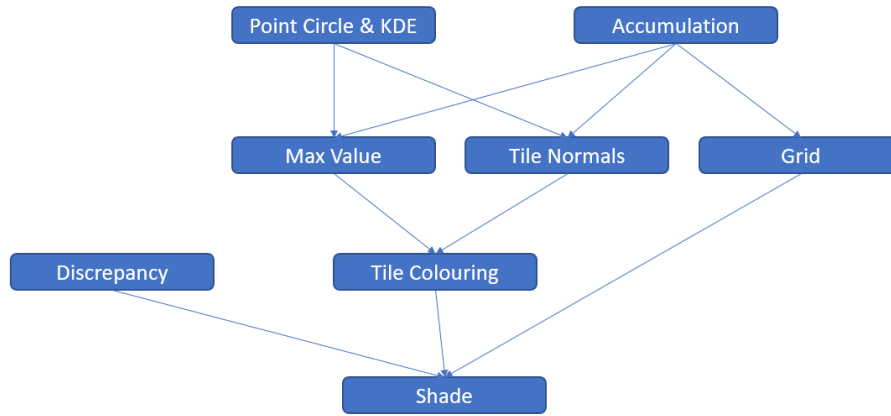 Point Circle & KDE
Accumulation
Max Value
Tile Normals
Grid
Discrepancy
Tile Colouring
Shade